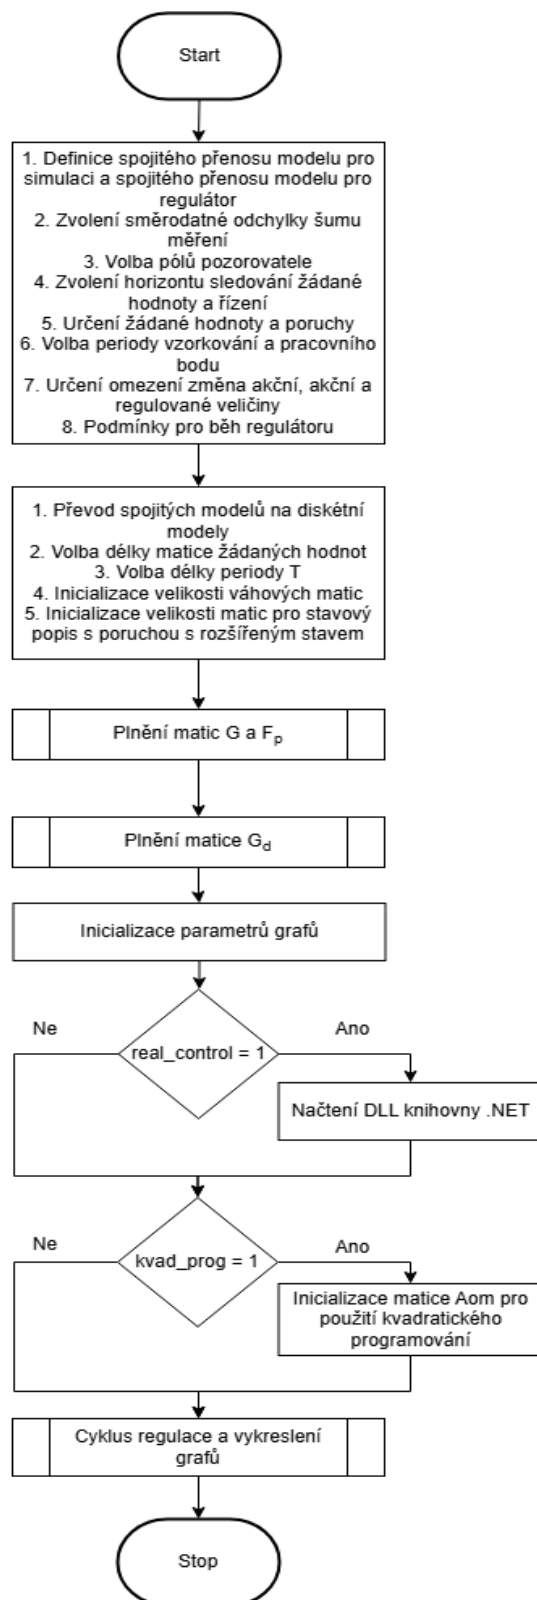 Start
1. Definice spojitého přenosu modelu pro
simulaci a spojitého přenosu modelu pro
regulátor
2. Zvolení směrodatné odchylky šumu
měření
3. Volba pólů pozorovatele
4. Zvolení horizontu sledování žádané
hodnoty a řízení
5. Určení žádané hodnoty a poruchy
6. Volba periody vzorkování a pracovního
bodu
7. Určení omezení změna akční, akční a
regulované veličiny
8. Podmínky pro běh regulátoru
1. Převod spojitých modelů na diskétní
modely
2. Volba délky matice žádaných hodnot
3. Volba délky periody T
4. Inicializace velikosti váhových matic
5. Inicializace velikosti matic pro stavový
popis s poruchou s rozšířeným stavem
Plnění matic G a Fp
Plnění matice Gd
Inicializace parametrů grafů
Ne
Ano
real_control = 1
Načtení DLL knihovny .NET
Ne
Ano
kvad_prog = 1
Inicializace matice Aom pro
použití kvadratického
programování
Cyklus regulace a vykreslení
grafů
Stop